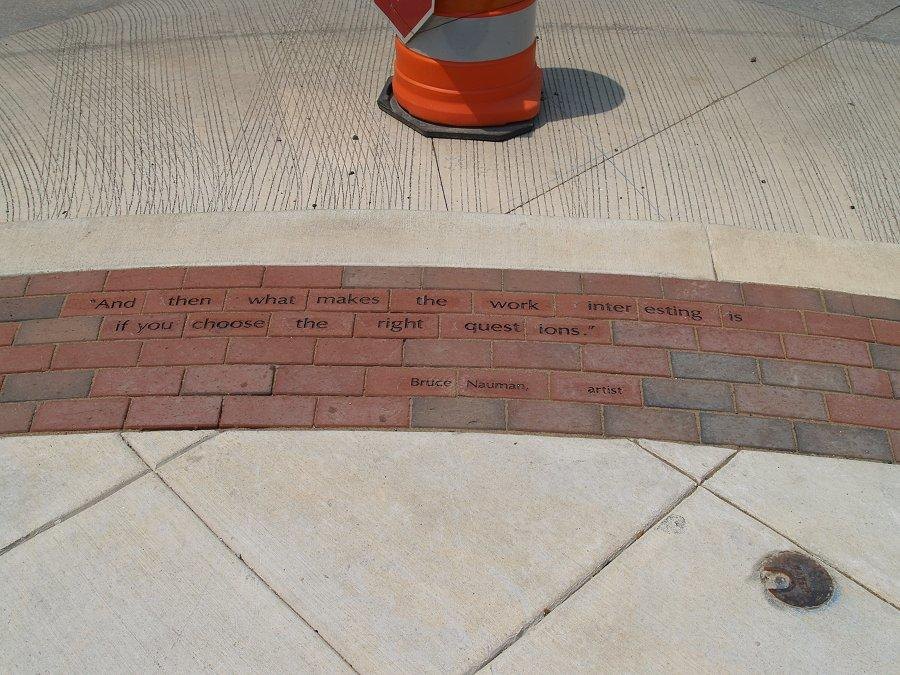 "And then what makes the work inter esting is
if you choose the right quest ions."
Bruce Nauman, artist